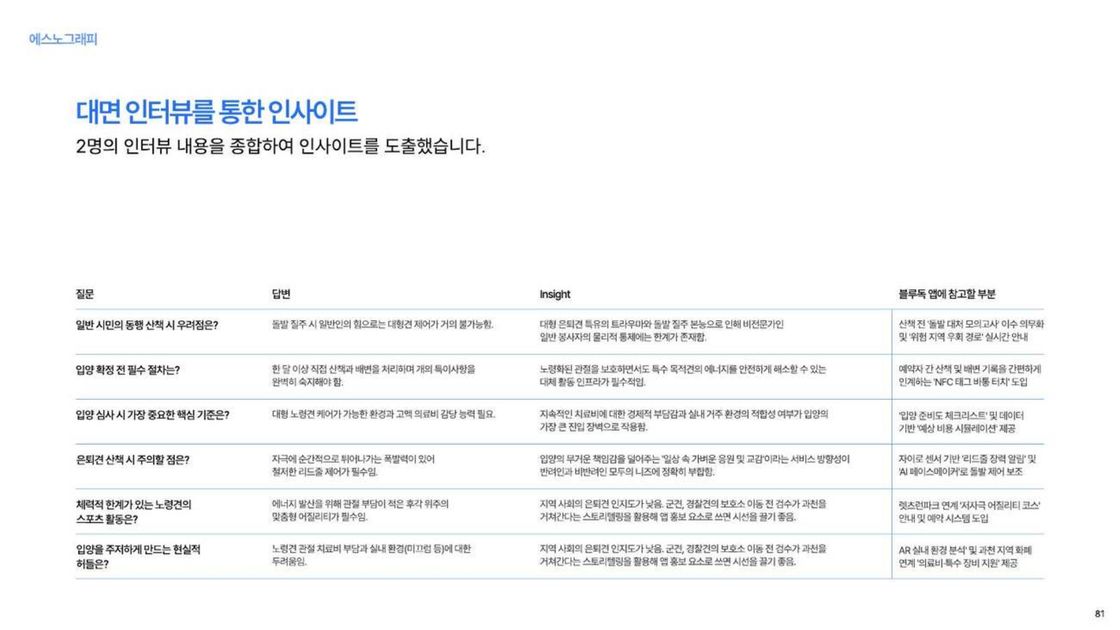 에스노그래피
대면 인터뷰를 통한 인사이트
2명의 인터뷰 내용을 종합하여 인사이트를 도출했습니다.
질문 답변 Insight 블루독 앱에 참고할 부분
일반 시민의 동행 산책 시 우려점은?
돌발 질주 시 일반인의 힘으로는 대형견 제어가 거의 불가능함.
대형 은퇴견 특유의 트라우마와 돌발 질주 본능으로 인해 비전문가인
일반 봉사자의 물리적 통제에는 한계가 존재함.
산책 전 '돌발 대처 모의고사' 이수 의무화
및 '위험 지역 우회 경로' 실시간 안내
입양 확정 전 필수 절차는?
한 달 이상 직접 산책과 배변을 처리하며 개의 특이사항을
완벽히 숙지해야 함.
노령화된 관절을 보호하면서도 특수 목적견의 에너지를 안전하게 해소할 수 있는
대체 활동 인프라가 필수적임.
예약자 간 산책 및 배변 기록을 간편하게
인계하는 'NFC 태그 바통 터치' 도입
입양 심사 시 가장 중요한 핵심 기준은?
대형 노령견 케어가 가능한 환경과 고액 의료비 감당 능력 필요.
지속적인 치료비에 대한 경제적 부담감과 실내 거주 환경의 적합성 여부가 입양의
가장 큰 진입 장벽으로 작용함.
'입양 준비도 체크리스트' 및 데이터
기반 '예상 비용 시뮬레이션' 제공
은퇴견 산책 시 주의할 점은?
자극에 순간적으로 튀어나가는 폭발력이 있어
철저한 리드줄 제어가 필수임.
입양의 무거운 책임감을 덜어주는 '일상 속 가벼운 응원 및 교감'이라는 서비스 방향성이
반려인과 비반려인 모두의 니즈에 정확히 부합함.
자이로 센서 기반 '리드줄 장력 알림' 및
'AI 페이스메이커'로 돌발 제어 보조
체력적 한계가 있는 노령견의
스포츠 활동은?
에너지 발산을 위해 관절 부담이 적은 후각 위주의
맞춤형 어질리티가 필수임.
지역 사회의 은퇴견 인지도가 낮음. 군견, 경찰견의 보호소 이동 전 검수가 과천을
거쳐간다는 스토리텔링을 활용해 앱 홍보 요소로 쓰면 시선을 끌기 좋음.
렛츠런파크 연계 '저자극 어질리티 코스'
안내 및 예약 시스템 도입
입양을 주저하게 만드는 현실적
허들은?
노령견 관절 치료비 부담과 실내 환경(미끄럼 등)에 대한
두려움임.
지역 사회의 은퇴견 인지도가 낮음. 군견, 경찰견의 보호소 이동 전 검수가 과천을
거쳐간다는 스토리텔링을 활용해 앱 홍보 요소로 쓰면 시선을 끌기 좋음.
AR 실내 환경 분석' 및 과천 지역 화폐
연계 '의료비·특수 장비 지원' 제공
81